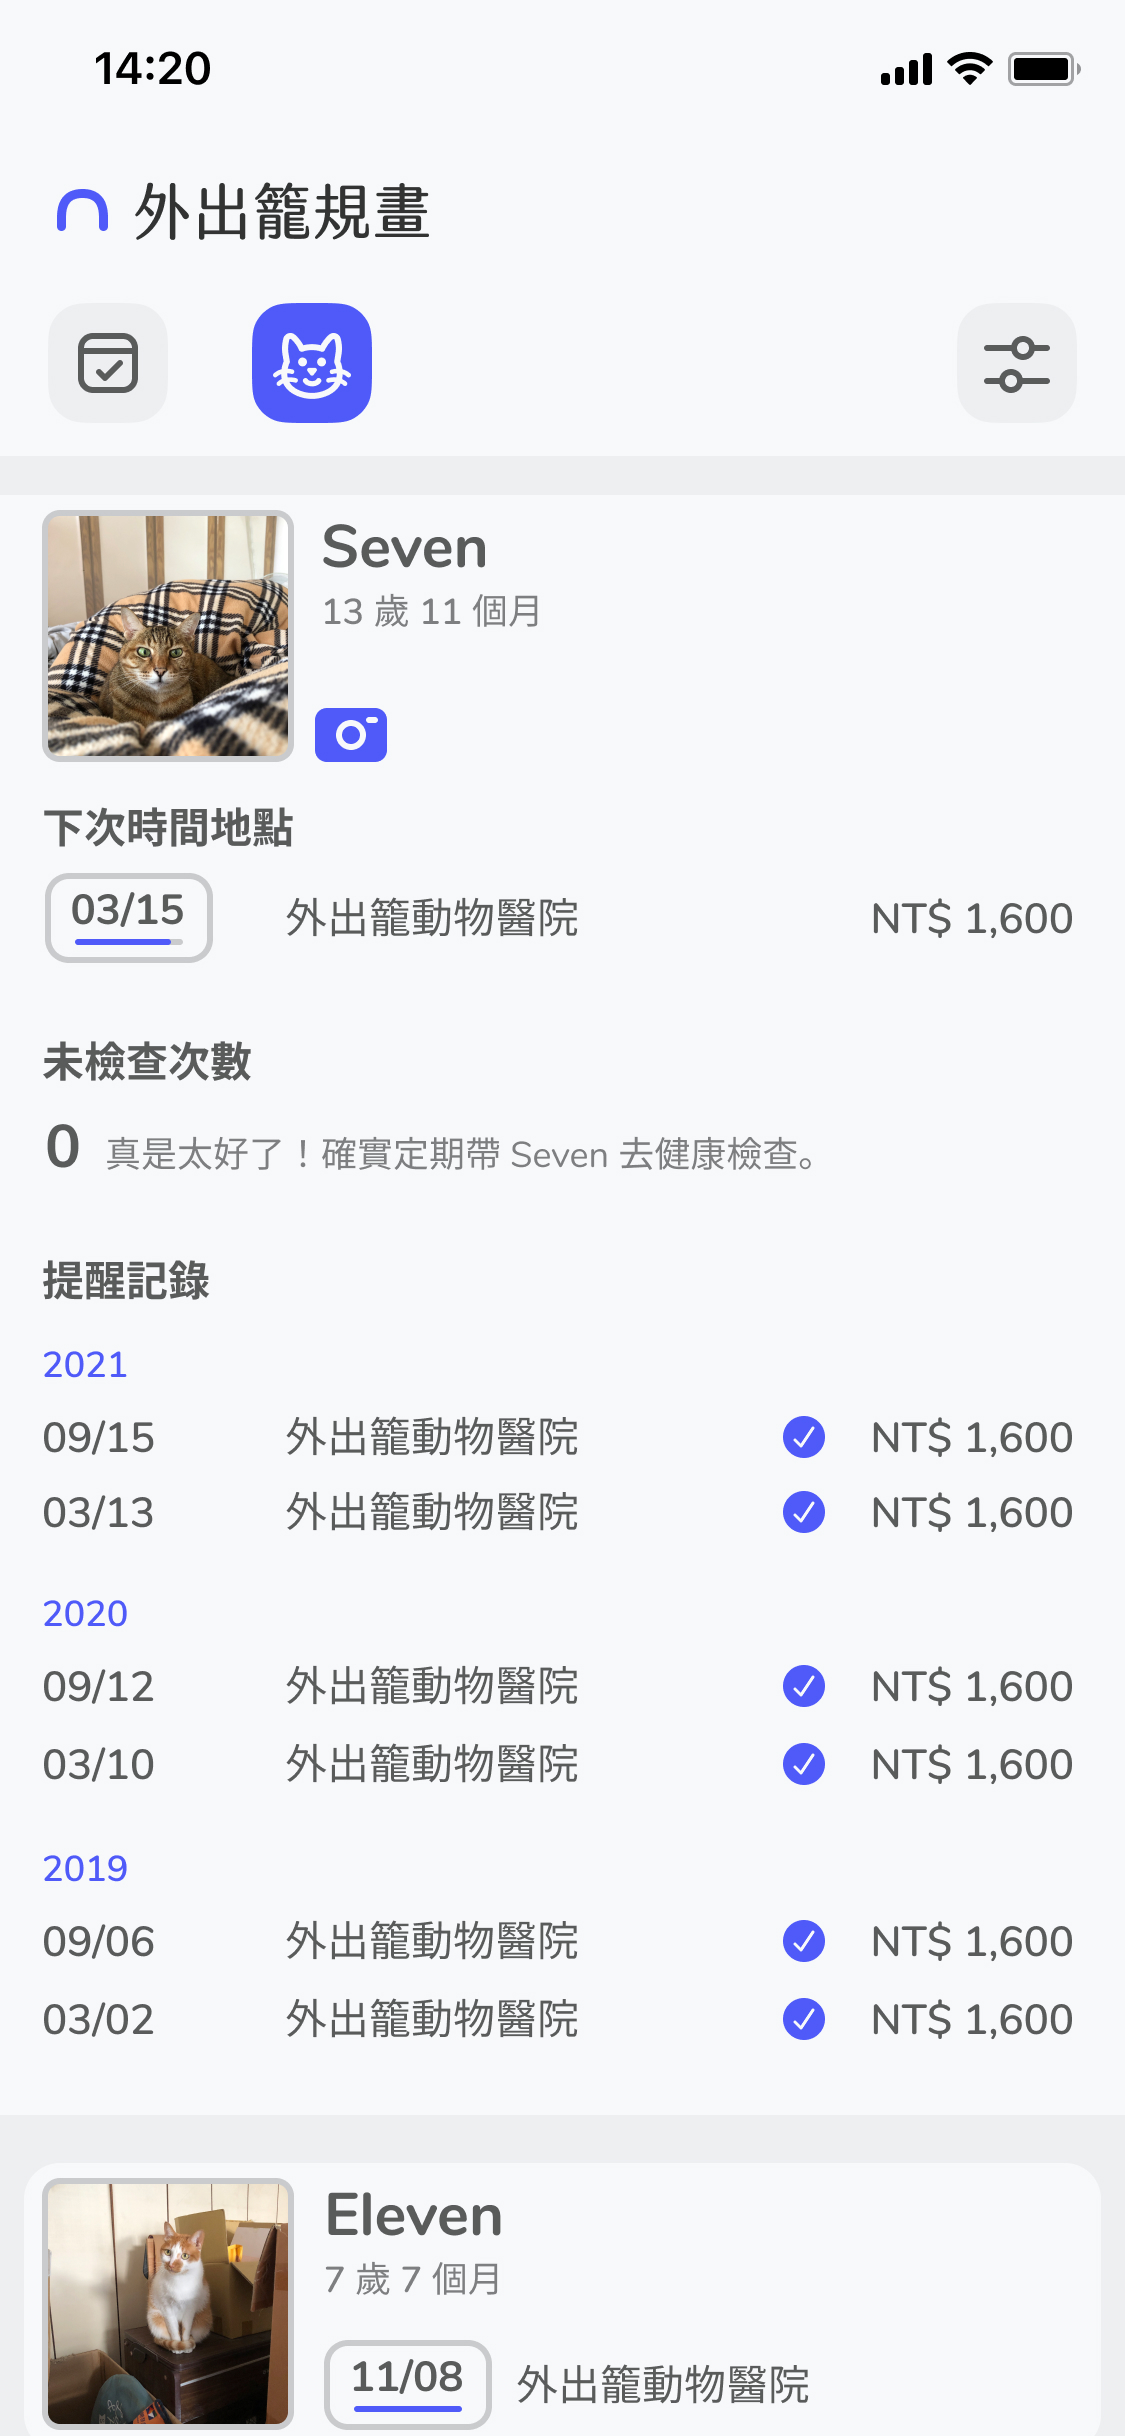 14:20
外出籠規畫
Seven
13 歲 11 個月
下次時間地點
03/15 外出籠動物醫院 NT$ 1,600
未檢查次數
0 真是太好了！確實定期帶 Seven 去健康檢查。
提醒記錄
2021
09/15 外出籠動物醫院 NT$ 1,600
03/13 外出籠動物醫院 NT$ 1,600
2020
09/12 外出籠動物醫院 NT$ 1,600
03/10 外出籠動物醫院 NT$ 1,600
2019
09/06 外出籠動物醫院 NT$ 1,600
03/02 外出籠動物醫院 NT$ 1,600
Eleven
7 歲 7 個月
11/08 外出籠動物醫院